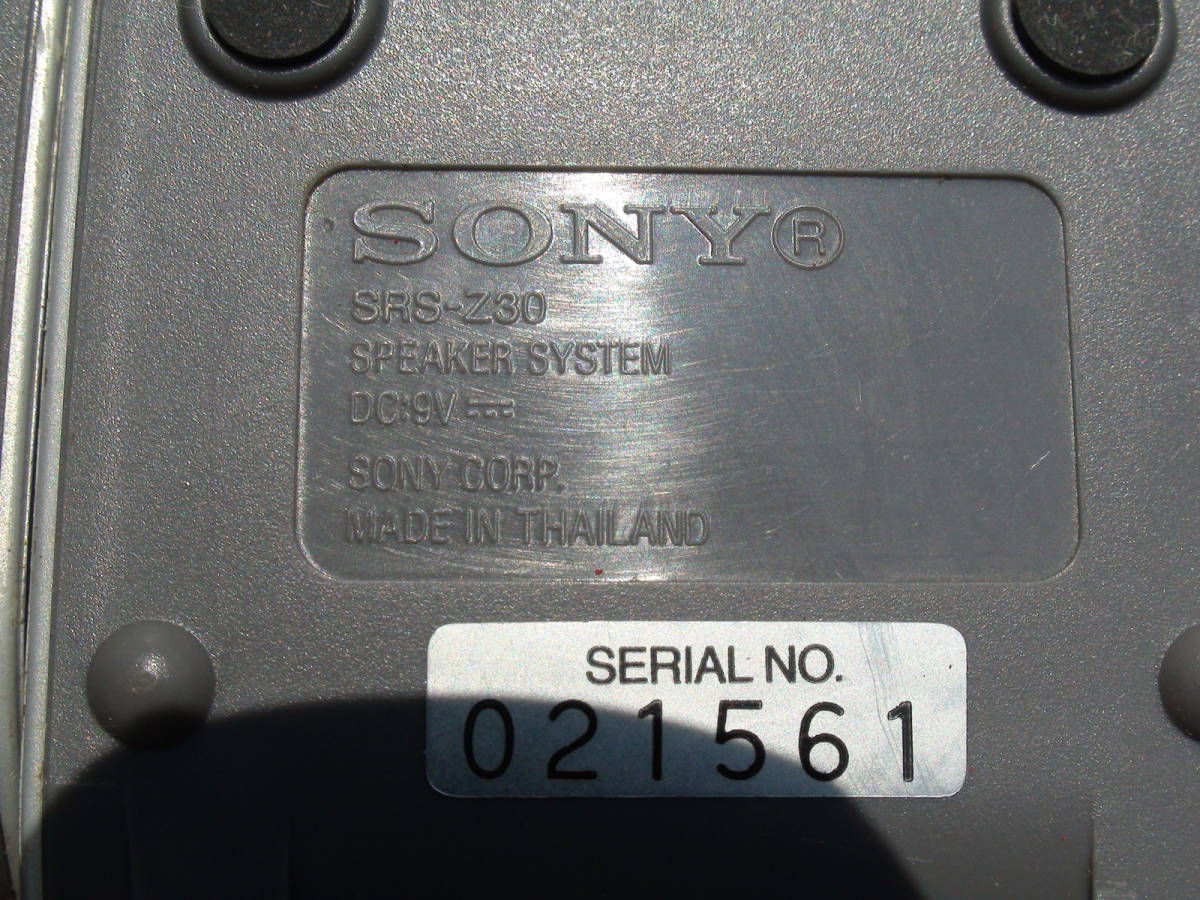 SONY®
SRS-Z30
SPEAKER SYSTEM
DC:9V ⎓
SONY CORP.
MADE IN THAILAND
SERIAL NO.
021561